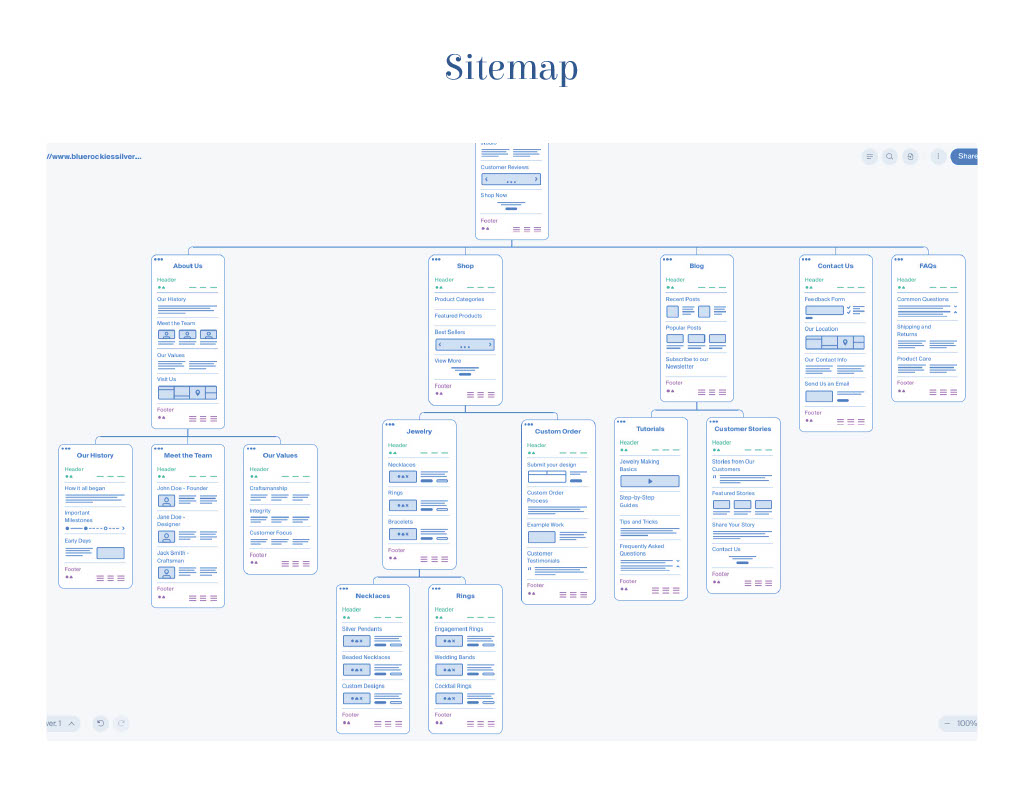 Sitemap
//www.bluerockiessilver...
Share
Customer Reviews
Shop Now
Footer
About Us
Header
Our History
Meet the Team
Our Values
Visit Us
Footer
Shop
Header
Product Categories
Featured Products
Best Sellers
View More
Footer
Blog
Header
Recent Posts
Popular Posts
Subscribe to our
Newsletter
Footer
Contact Us
Header
Feedback Form
Our Location
Our Contact Info
Send Us an Email
Footer
FAQs
Header
Common Questions
Shipping and
Returns
Product Care
Footer
Our History
Header
How it all began
Important
Milestones
Early Days
Footer
Meet the Team
Header
John Doe - Founder
Jane Doe -
Designer
Jack Smith -
Craftsman
Footer
Our Values
Header
Craftsmanship
Integrity
Customer Focus
Footer
Jewelry
Header
Necklaces
Rings
Bracelets
Footer
Custom Order
Header
Submit your design
Custom Order
Process
Example Work
Customer
Testimonials
Footer
Tutorials
Header
Jewelry Making
Basics
Step-by-Step
Guides
Tips and Tricks
Frequently Asked
Questions
Footer
Customer Stories
Header
Stories from Our
Customers
Featured Stories
Share Your Story
Contact Us
Footer
Necklaces
Header
Silver Pendants
Beaded Necklaces
Custom Designs
Footer
Rings
Header
Engagement Rings
Wedding Bands
Cocktail Rings
Footer
ver. 1
100%